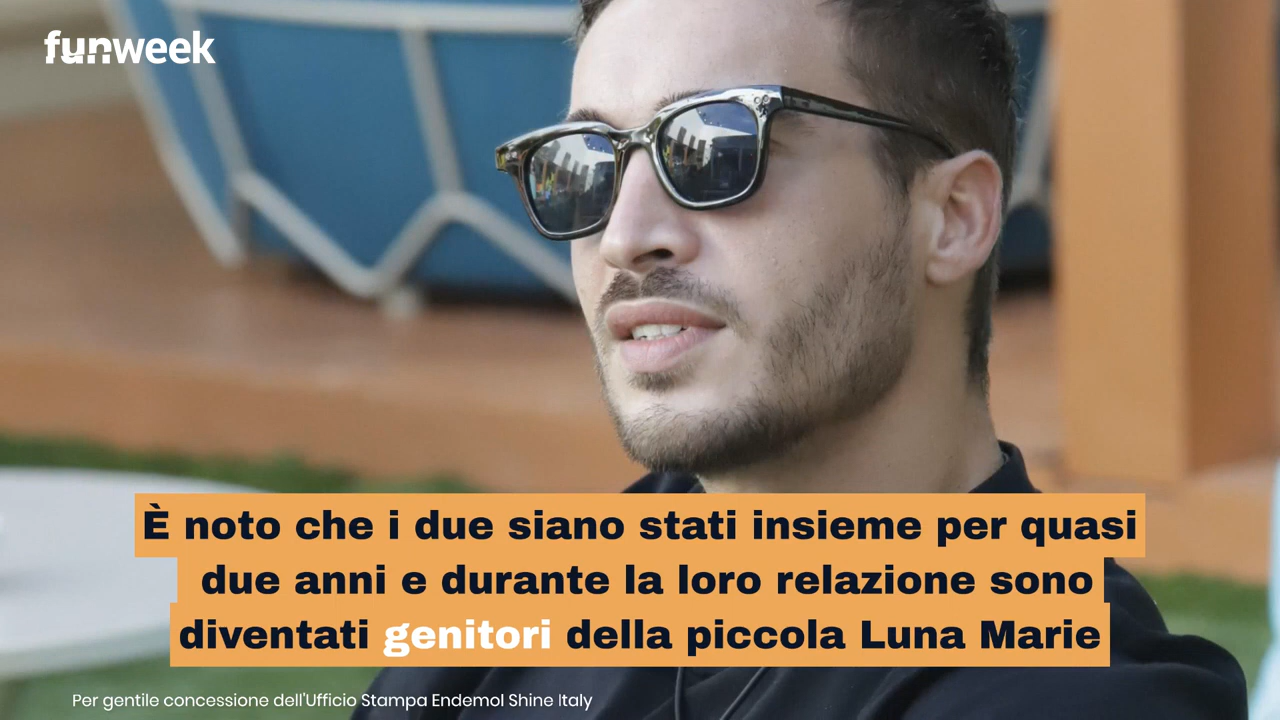 funweek
È noto che i due siano stati insieme per quasi
due anni e durante la loro relazione sono
diventati genitori della piccola Luna Marie
Per gentile concessione dell'Ufficio Stampa Endemol Shine Italy